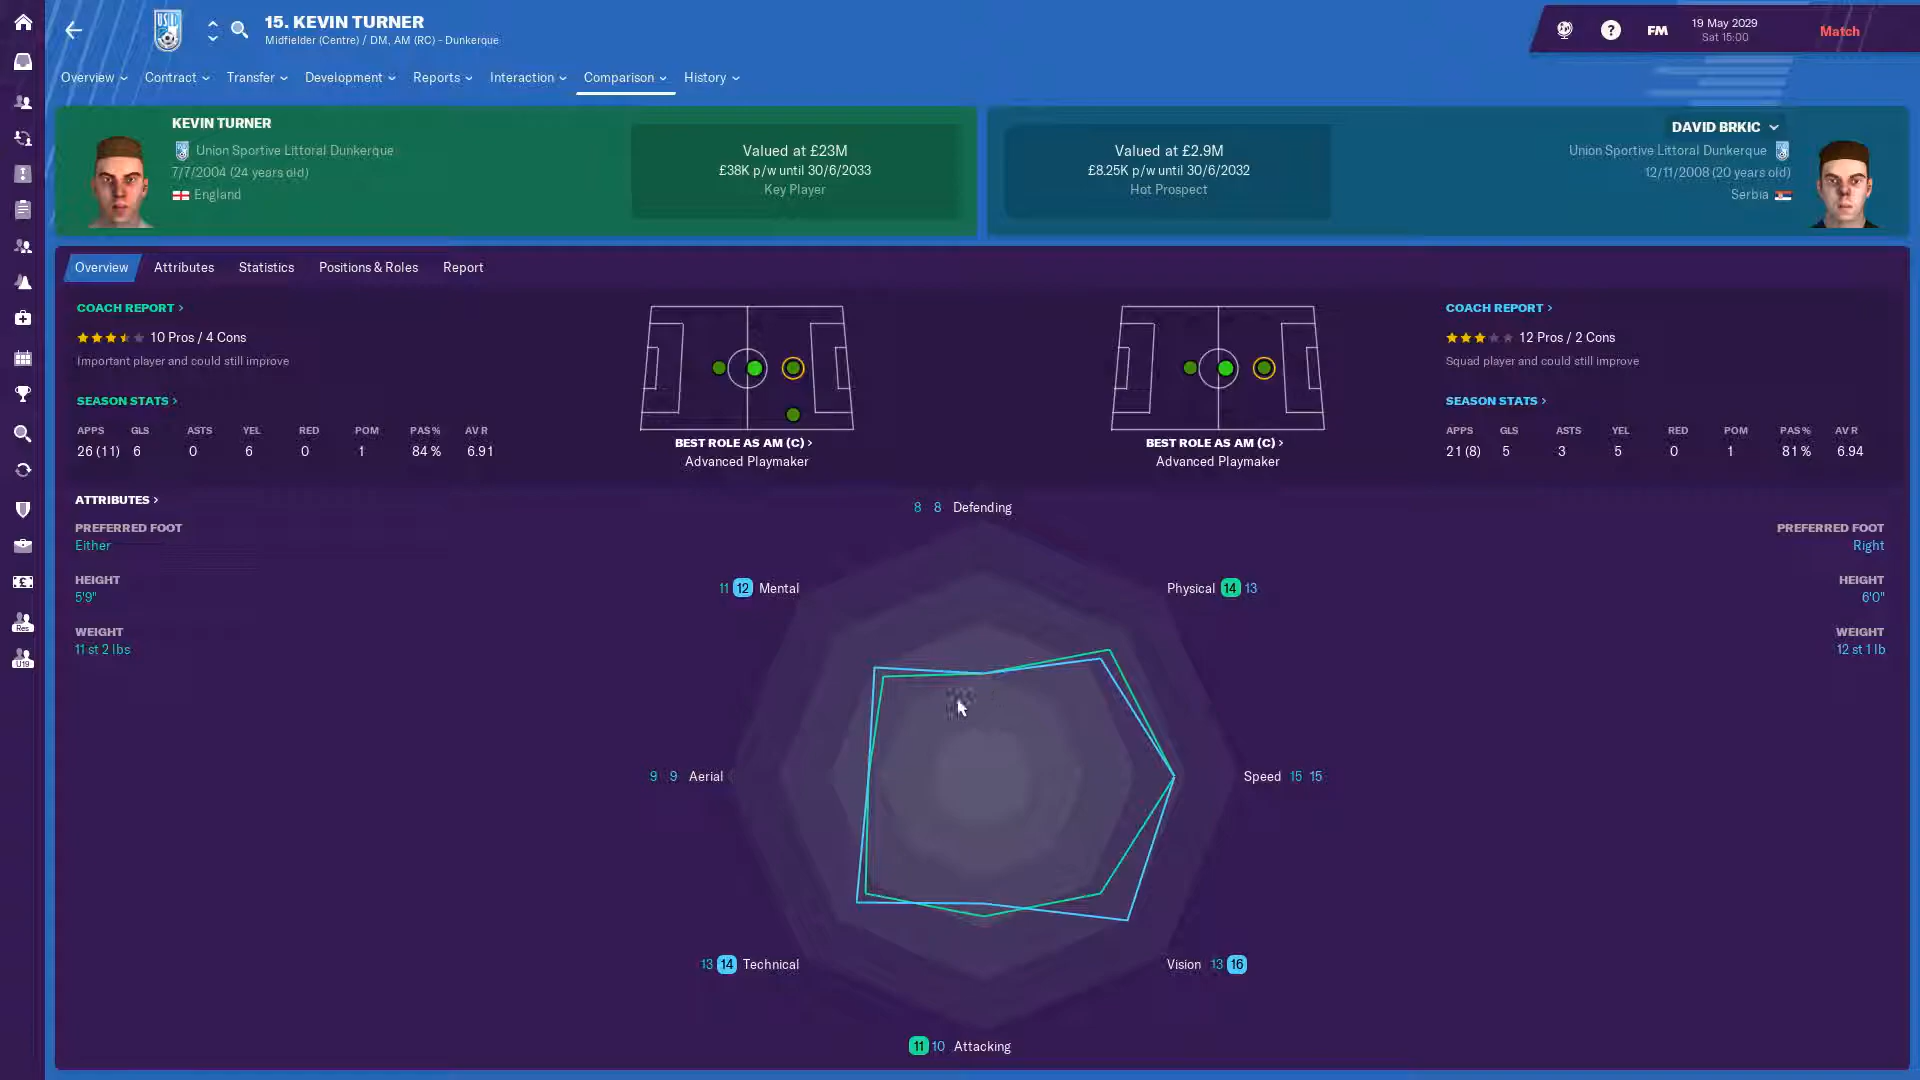 15. KEVIN TURNER
Midfielder (Centre) / DM, AM (RC) - Dunkerque
FM
19 May 2029
Sat 15:00
Match
Overview Contract Transfer Development Reports Interaction Comparison History
KEVIN TURNER
Union Sportive Littoral Dunkerque
7/7/2004 (24 years old)
England
Valued at £23M
£38K p/w until 30/6/2033
Key Player
Valued at £2.9M
£8.25K p/w until 30/6/2032
Hot Prospect
DAVID BRKIC
Union Sportive Littoral Dunkerque
12/11/2008 (20 years old)
Serbia
Overview Attributes Statistics Positions & Roles Report
COACH REPORT >
10 Pros / 4 Cons
Important player and could still improve
SEASON STATS >
APPS GLS ASTS YEL RED POM PAS% AV R
26 (11) 6 0 6 0 1 84 % 6.91
BEST ROLE AS AM (C) >
Advanced Playmaker
BEST ROLE AS AM (C) >
Advanced Playmaker
COACH REPORT >
12 Pros / 2 Cons
Squad player and could still improve
SEASON STATS >
APPS GLS ASTS YEL RED POM PAS% AV R
21 (8) 5 3 5 0 1 81 % 6.94
ATTRIBUTES >
PREFERRED FOOT
Either
HEIGHT
5'9"
WEIGHT
11 st 2 lbs
PREFERRED FOOT
Right
HEIGHT
6'0"
WEIGHT
12 st 1 lb
8 8 Defending
11 12 Mental
Physical 14 13
9 9 Aerial
Speed 15 15
13 14 Technical
Vision 13 16
11 10 Attacking
Res
U19